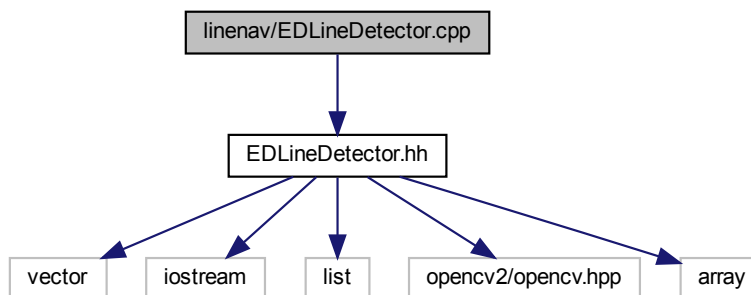 linenav/EDLineDetector.cpp
EDLineDetector.hh
vector
iostream
list
opencv2/opencv.hpp
array